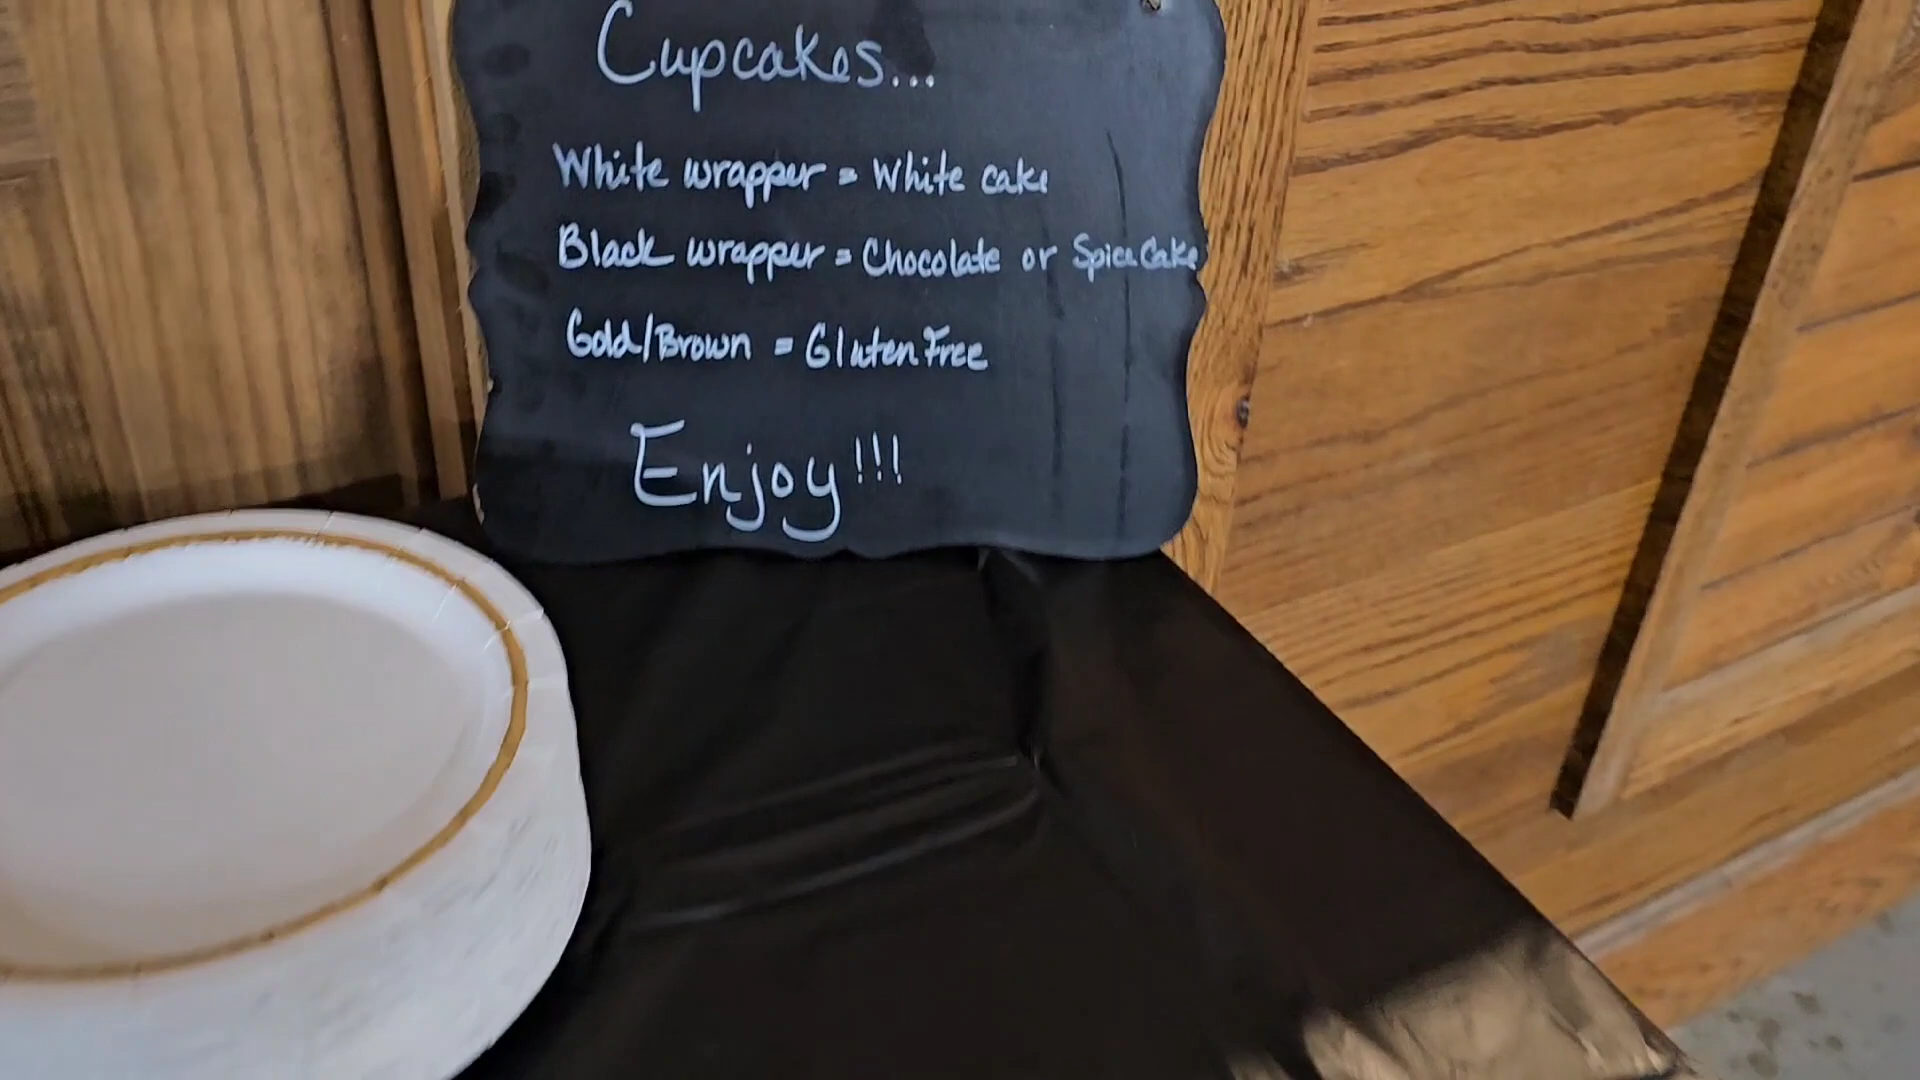 Cupcakes...
White wrapper = White cake
Black wrapper = Chocolate or Spice Cake
Gold/Brown = Gluten Free
Enjoy!!!